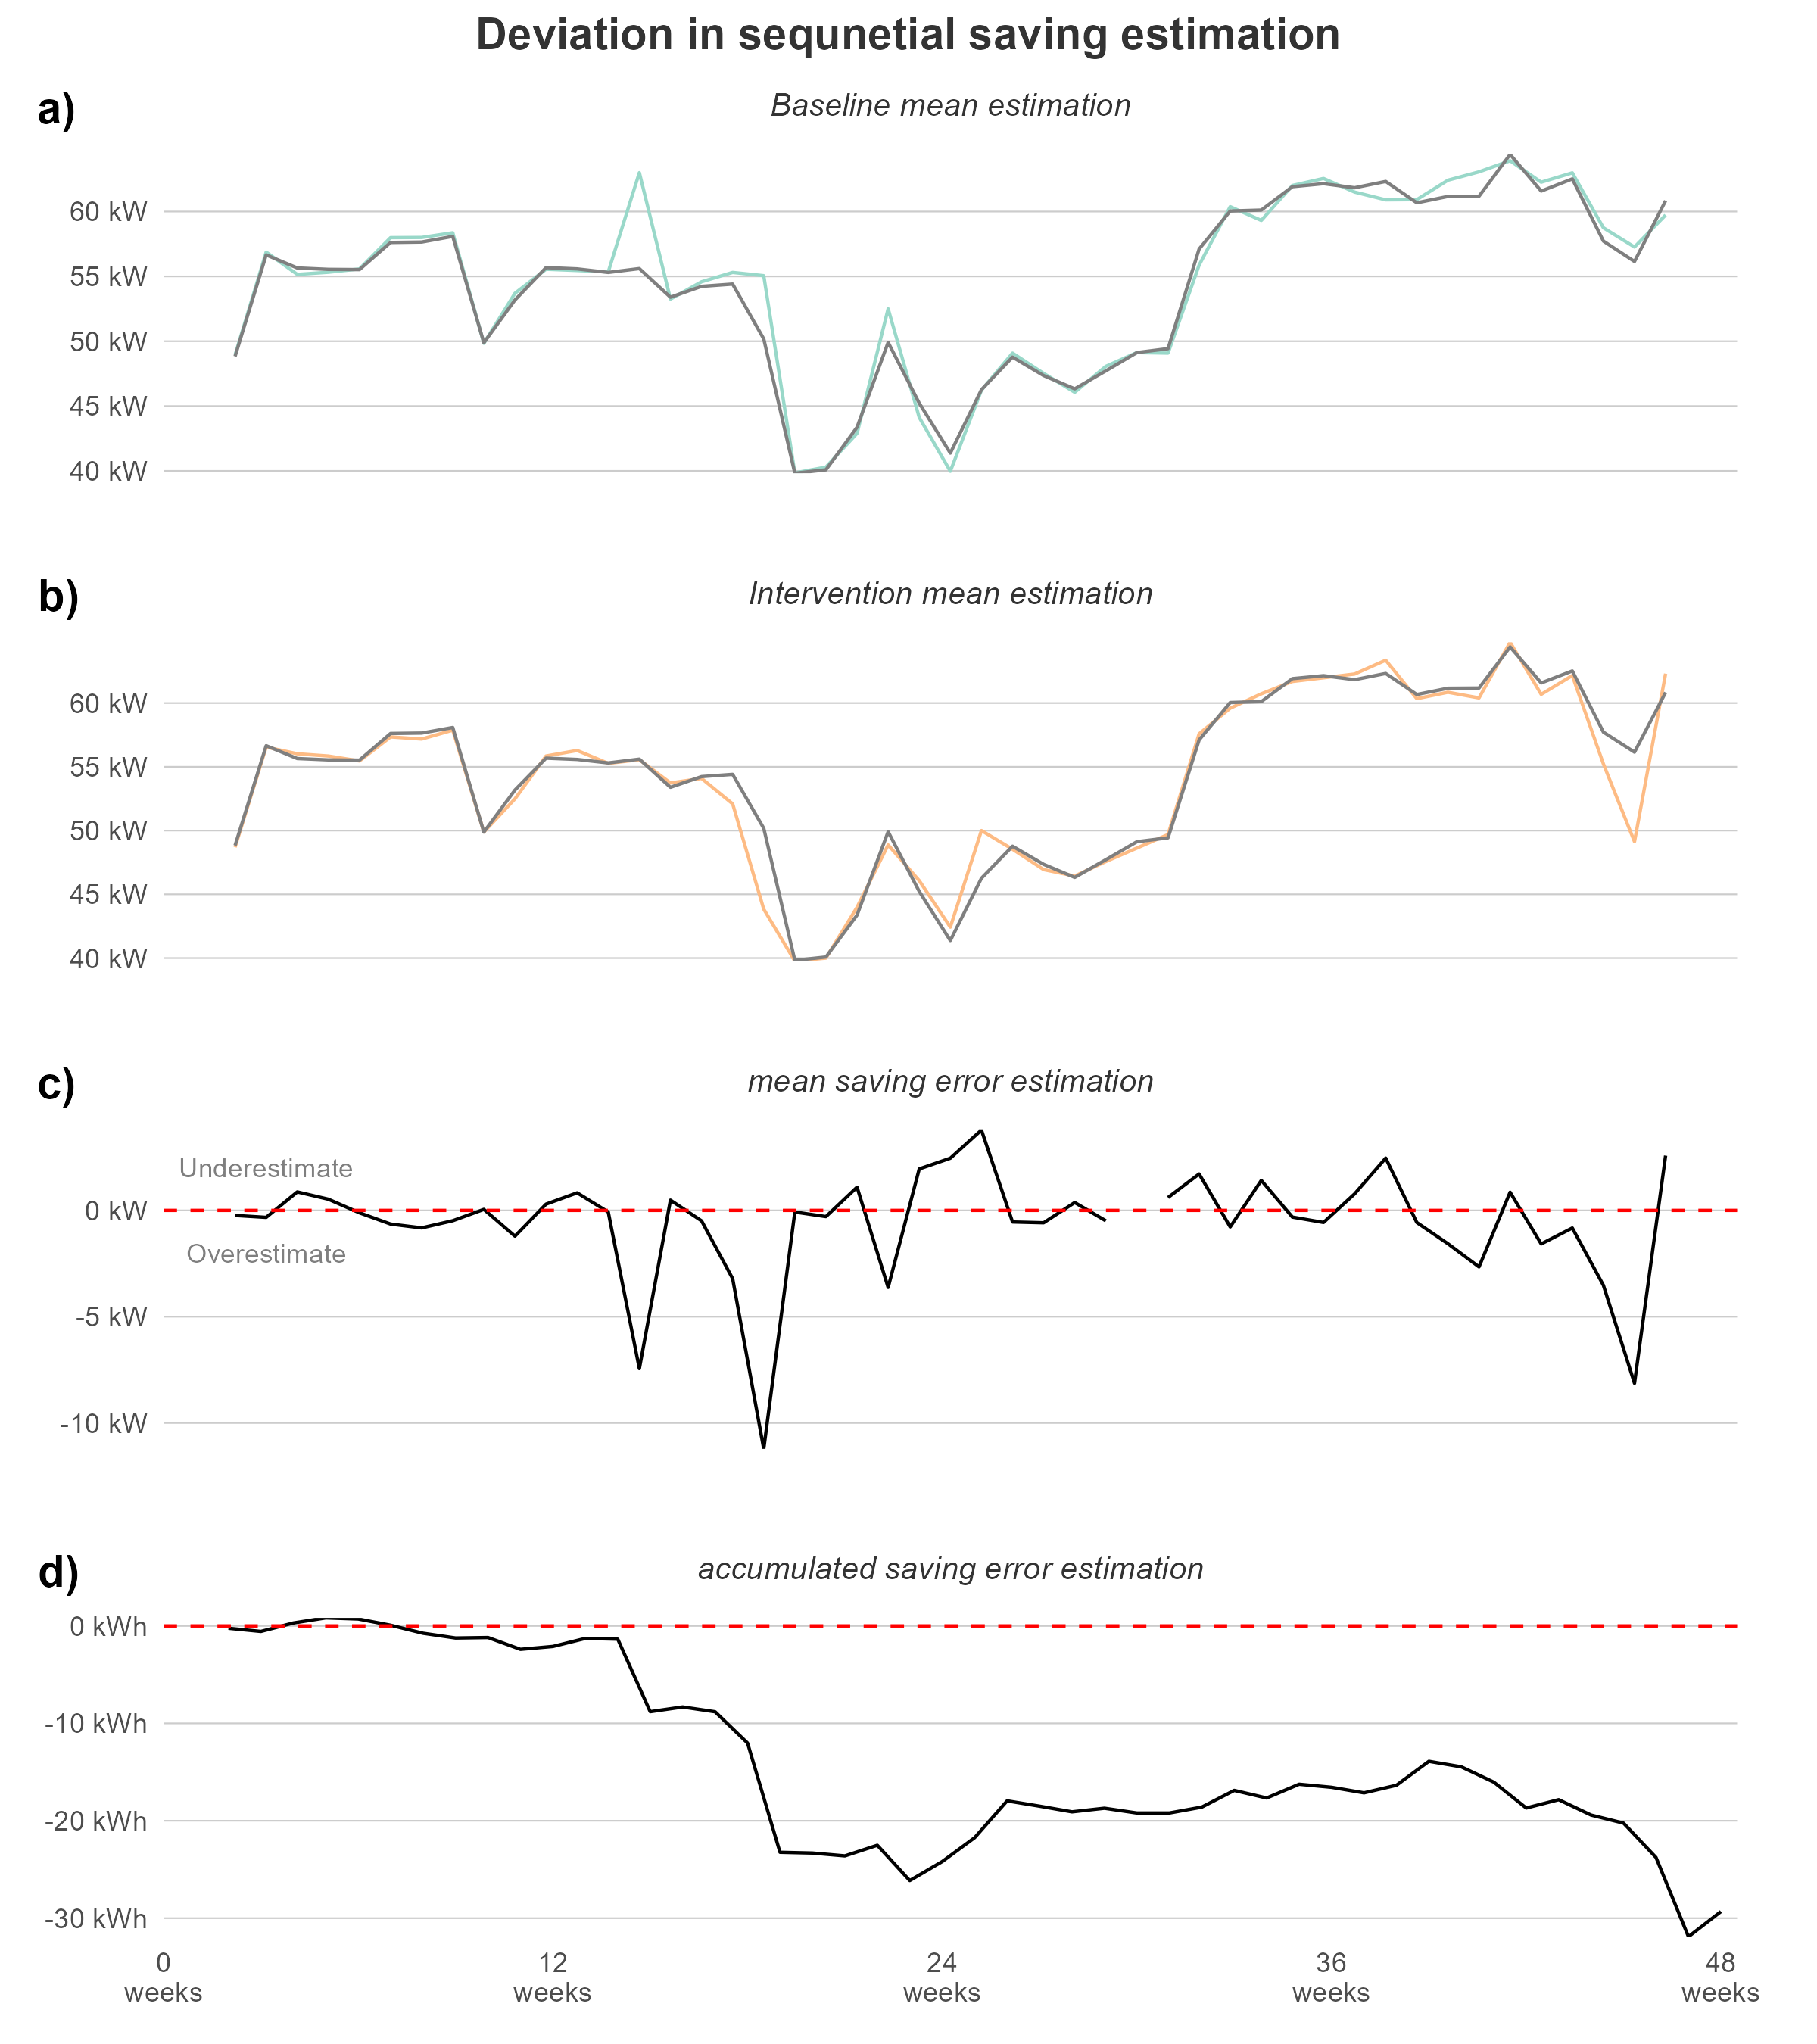 Deviation in sequnetial saving estimation
a)
Baseline mean estimation
60 kW
55 kW
50 kW
45 kW
40 kW
b)
Intervention mean estimation
60 kW
55 kW
50 kW
45 kW
40 kW
c)
mean saving error estimation
Underestimate
0 kW
Overestimate
-5 kW
-10 kW
d)
accumulated saving error estimation
0 kWh
-10 kWh
-20 kWh
-30 kWh
0 12 24 36 48
weeks weeks weeks weeks weeks